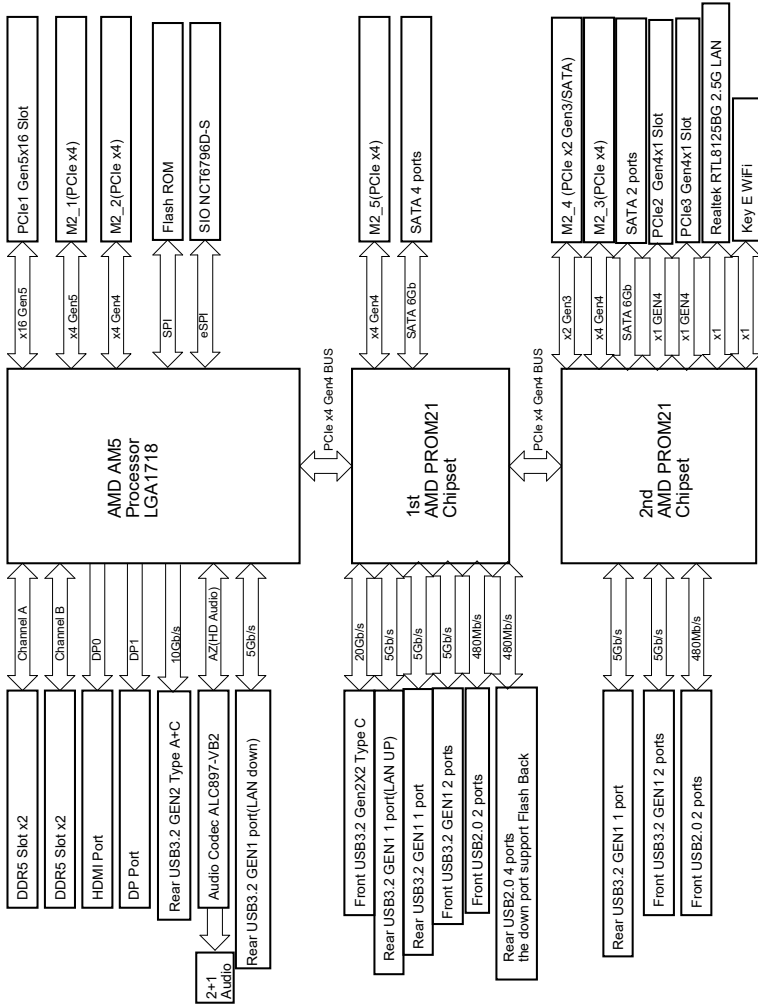 PCIe1 Gen5x16 Slot
M2_1(PCIe x4)
M2_2(PCIe x4)
Flash ROM
SIO NCT6796D-S
x16 Gen5
x4 Gen5
x4 Gen4
SPI
eSPI
AMD AM5
Processor
LGA1718
Channel A
Channel B
DP0
DP1
10Gb/s
AZ(HD Audio)
5Gb/s
DDR5 Slot x2
DDR5 Slot x2
HDMI Port
DP Port
Rear USB3.2 GEN2 Type A+C
Audio Codec ALC897-VB2
Rear USB3.2 GEN1 port(LAN down)
2+1
Audio
PCIe x4 Gen4 BUS
M2_5(PCIe x4)
SATA 4 ports
x4 Gen4
SATA 6Gb
1st
AMD PROM21
Chipset
20Gb/s
5Gb/s
5Gb/s
5Gb/s
480Mb/s
480Mb/s
Front USB3.2 Gen2X2 Type C
Rear USB3.2 GEN1 1 port(LAN UP)
Rear USB3.2 GEN1 1 port
Front USB3.2 GEN1 2 ports
Front USB2.0 2 ports
Rear USB2.0 4 ports
the down port support Flash Back
PCIe x4 Gen4 BUS
M2_4 (PCIe x2 Gen3/SATA)
M2_3(PCIe x4)
SATA 2 ports
PCIe2 Gen4x1 Slot
PCIe3 Gen4x1 Slot
Realtek RTL8125BG 2.5G LAN
Key E WiFi
x2 Gen3
x4 Gen4
SATA 6Gb
x1 GEN4
x1 GEN4
x1
x1
2nd
AMD PROM21
Chipset
5Gb/s
5Gb/s
480Mb/s
Rear USB3.2 GEN1 1 port
Front USB3.2 GEN1 2 ports
Front USB2.0 2 ports